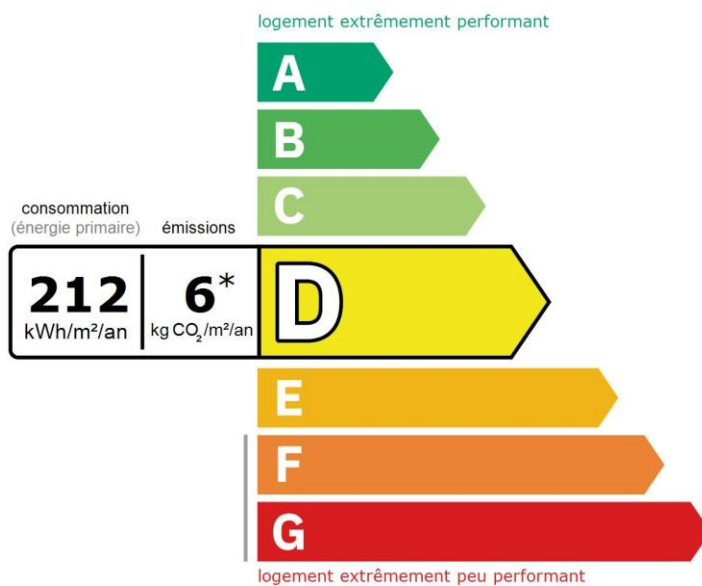 logement extrêmement performant
A
B
C
consommation
(énergie primaire)
émissions
212
kWh/m²/an
6*
kg CO₂/m²/an
D
E
F
G
logement extrêmement peu performant